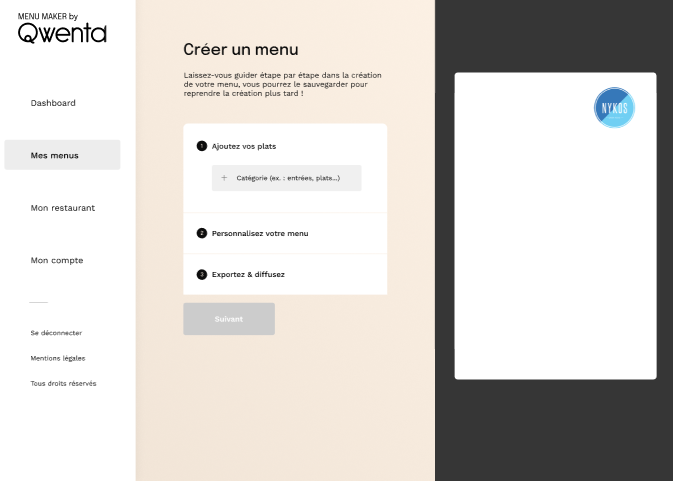 MENU MAKER by
Qwenta
Dashboard
Mes menus
Mon restaurant
Mon compte
Se déconnecter
Mentions légales
Tous droits réservés
Créer un menu
Laissez-vous guider étape par étape dans la création
de votre menu, vous pourrez le sauvegarder pour
reprendre la création plus tard !
1 Ajoutez vos plats
+ Catégorie (ex. : entrées, plats...)
2 Personnalisez votre menu
3 Exportez & diffusez
Suivant
NYKOS